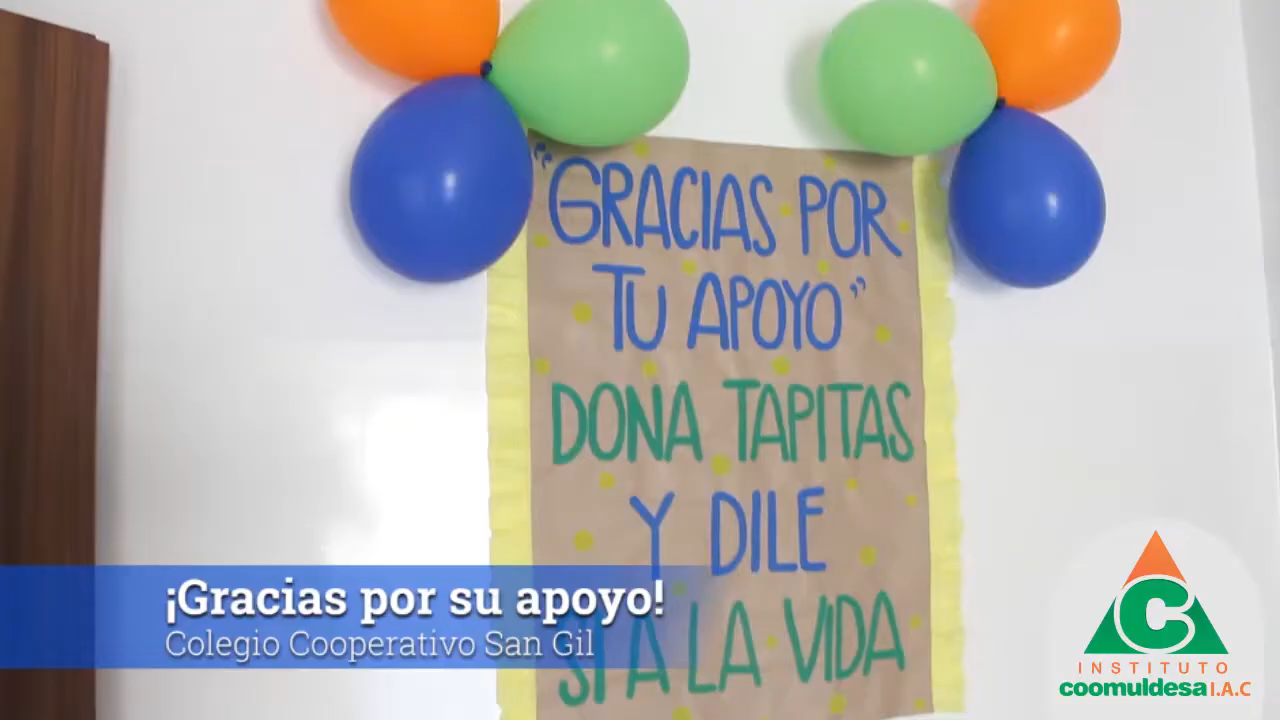 "GRACIAS POR
TU APOYO"
DONA TAPITAS
Y DILE
SI A LA VIDA
¡Gracias por su apoyo!
Colegio Cooperativo San Gil
C
INSTITUTO
coomuldesa I.A.C